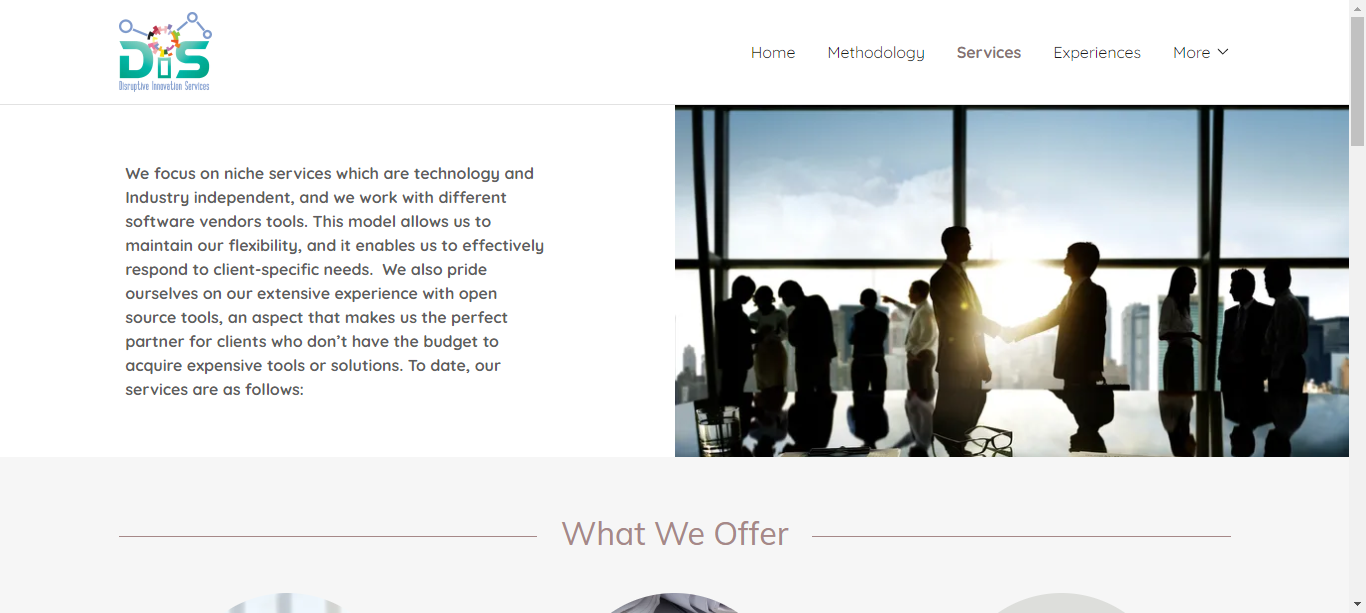 DiS
Disruptive Innovation Services
Home
Methodology
Services
Experiences
More
We focus on niche services which are technology and
Industry independent, and we work with different
software vendors tools. This model allows us to
maintain our flexibility, and it enables us to effectively
respond to client-specific needs.  We also pride
ourselves on our extensive experience with open
source tools, an aspect that makes us the perfect
partner for clients who don’t have the budget to
acquire expensive tools or solutions. To date, our
services are as follows:
What We Offer